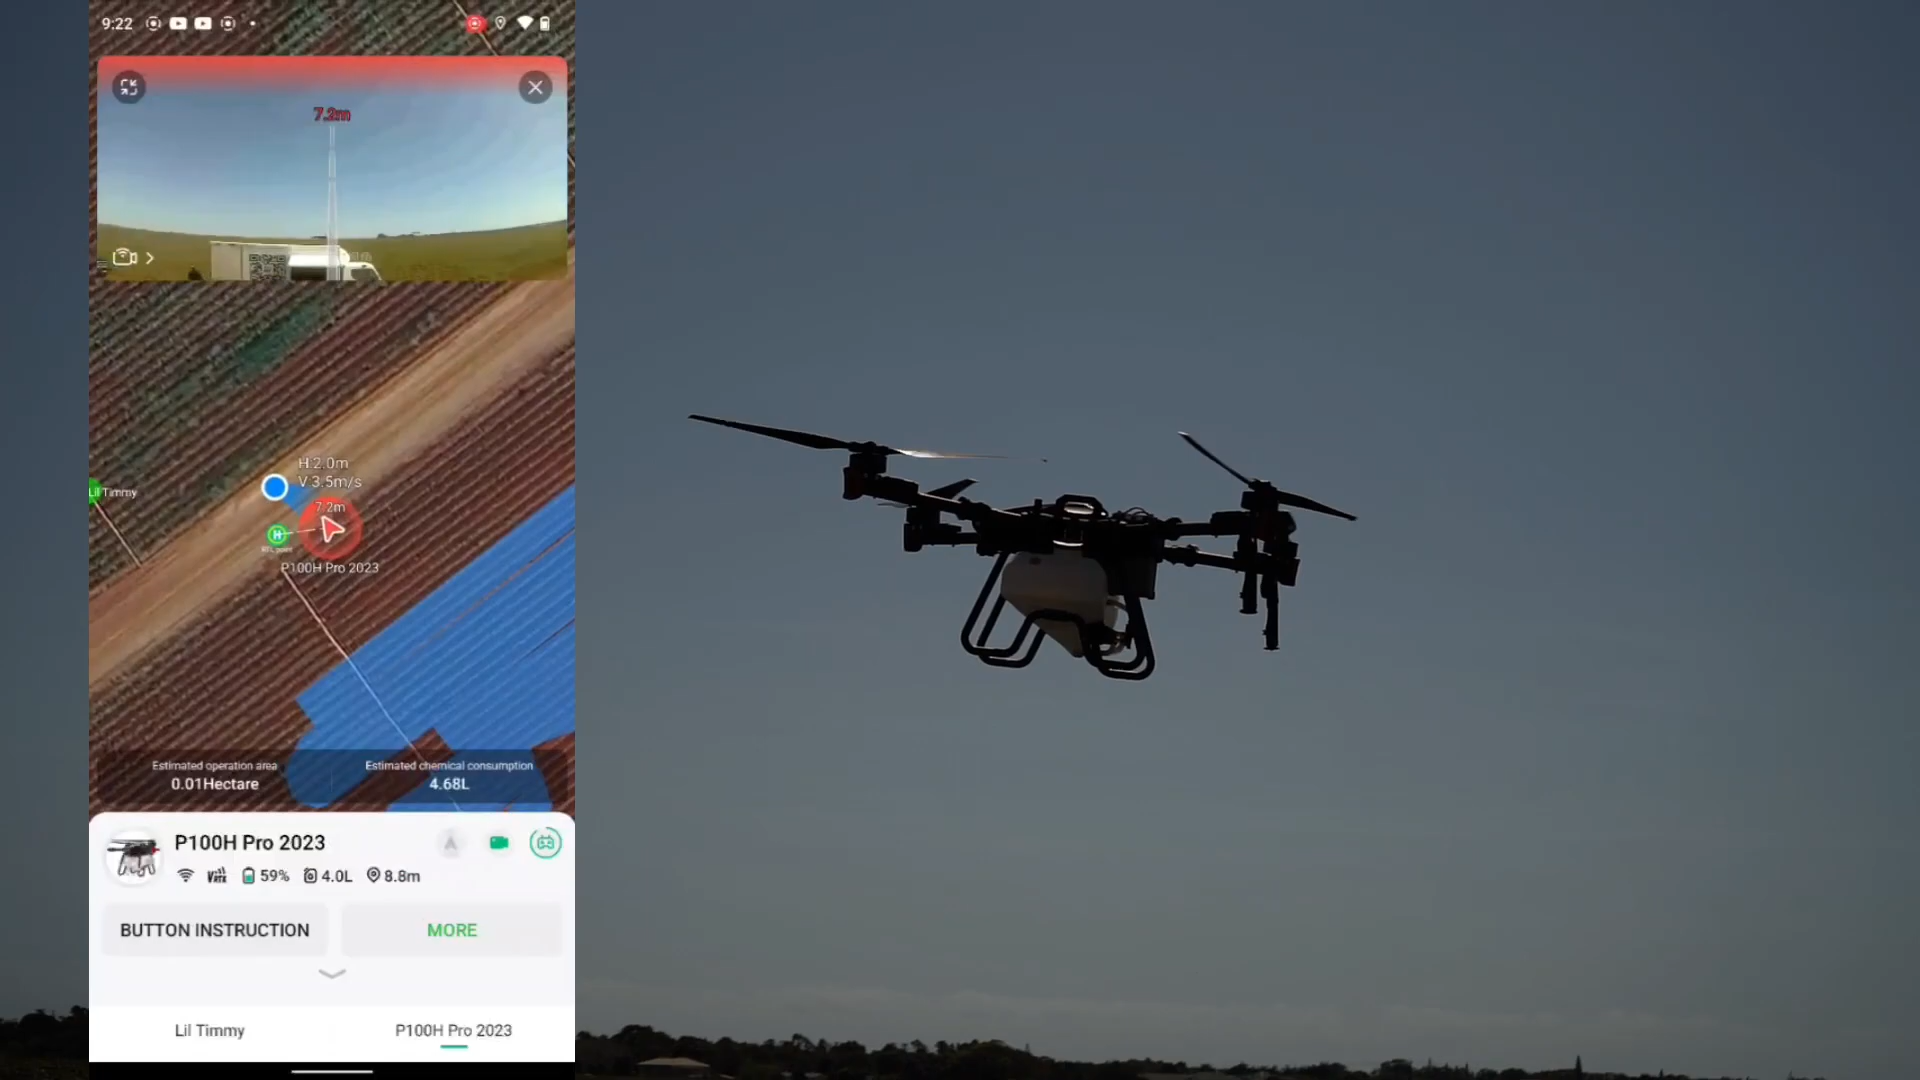 9:22
7.2m
H:2.0m
V:3.5m/s
Lil Timmy
7.2m
H
P100H Pro 2023
Estimated operation area
0.01Hectare
Estimated chemical consumption
4.68L
P100H Pro 2023
59%
4.0L
8.8m
BUTTON INSTRUCTION
MORE
Lil Timmy
P100H Pro 2023